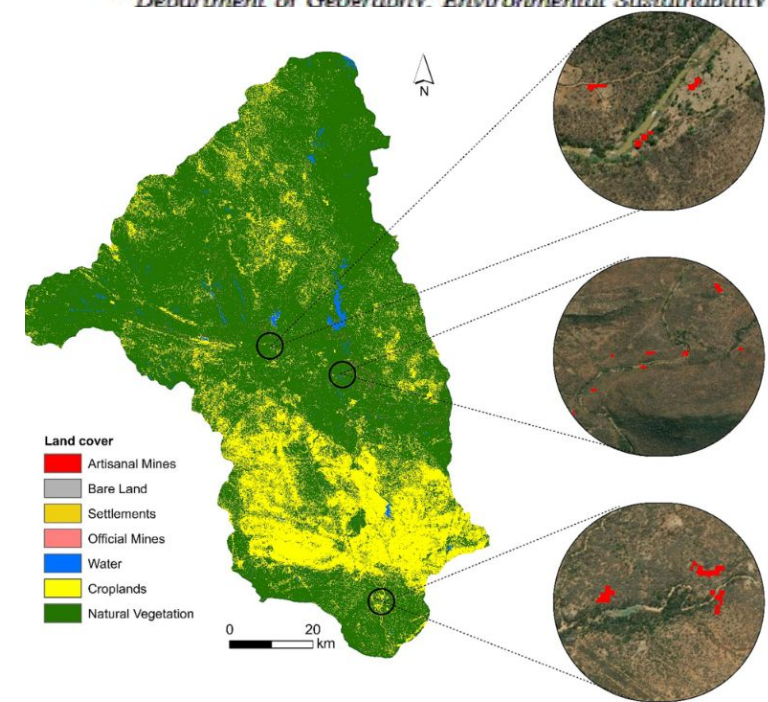 N
Land cover
Artisanal Mines
Bare Land
Settlements
Official Mines
Water
Croplands
Natural Vegetation
0 20
km